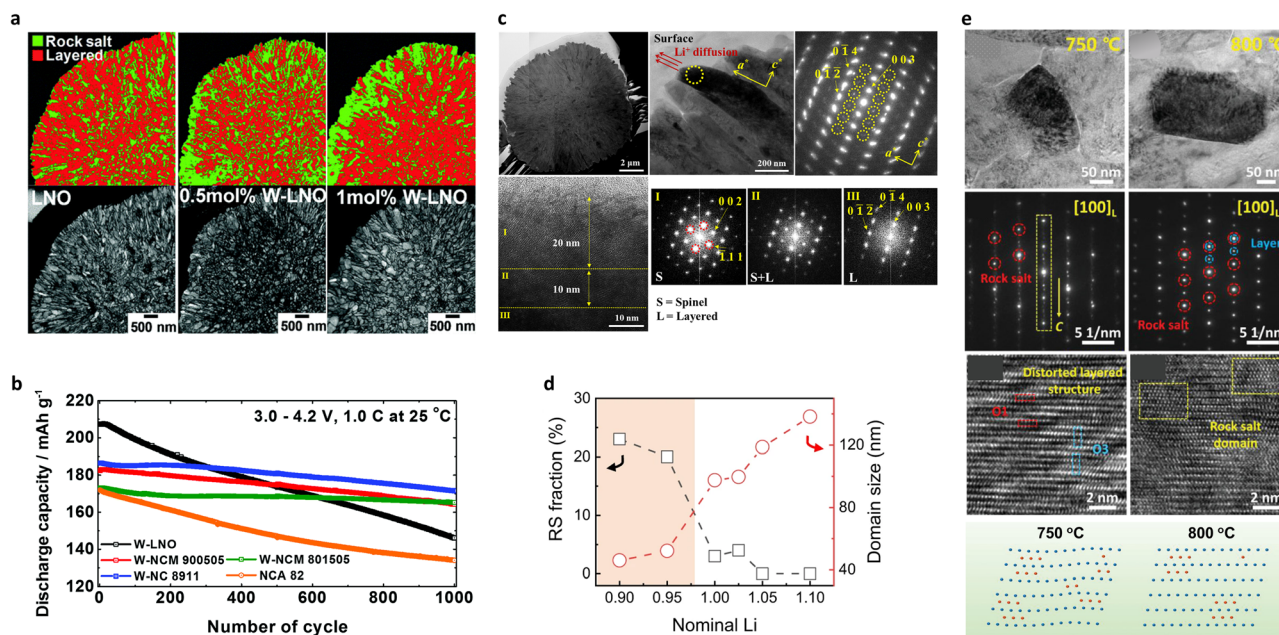 a
Rock salt
Layered
LNO
0.5mol% W-LNO
1mol% W-LNO
500 nm
500 nm
500 nm
b
Discharge capacity / mAh g⁻¹
220
210
200
190
180
170
160
150
140
130
3.0 - 4.2 V, 1.0 C at 25 °C
W-LNO
W-NCM 900505
W-NCM 801505
W-NC 8911
NCA 82
0
200
400
600
800
1000
Number of cycle
c
Surface
Li⁺ diffusion
2 μm
a*
c*
200 nm
0 1̅ 4
0 1̅ 2̅
0 0 3
a*
c*
I
20 nm
II
10 nm
III
10 nm
I
0 0 2
1̅ 1 1
S
II
S+L
III
0 1̅ 4
0 1̅ 2̅
0 0 3
L
S = Spinel
L = Layered
d
RS fraction (%)
30
20
10
0
0.90
0.95
1.00
1.05
1.10
Nominal Li
120
80
40
Domain size (nm)
e
750 °C
800 °C
50 nm
50 nm
[100]L
Rock salt
c
5 1/nm
[100]L
Layer
Rock salt
5 1/nm
Distorted layered
structure
O1
O3
2 nm
Rock salt
domain
2 nm
750 °C
800 °C